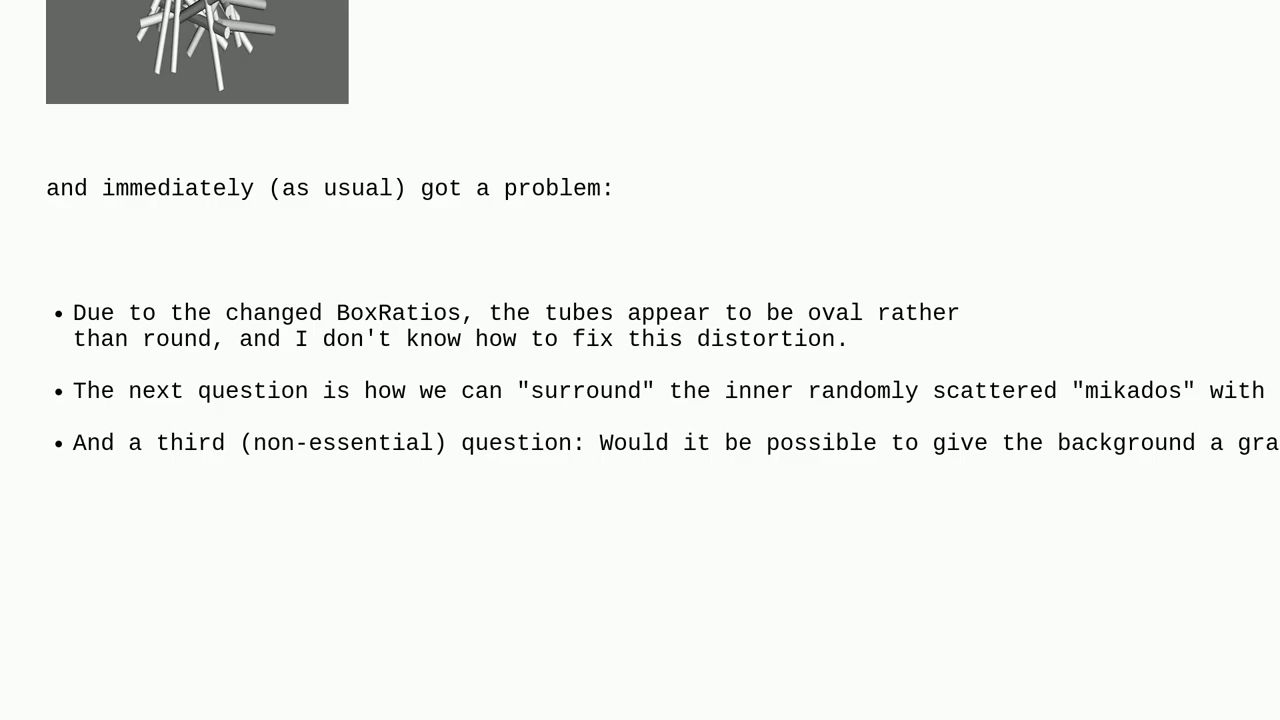 and immediately (as usual) got a problem:
• Due to the changed BoxRatios, the tubes appear to be oval rather
than round, and I don't know how to fix this distortion.
• The next question is how we can "surround" the inner randomly scattered "mikados" with
• And a third (non-essential) question: Would it be possible to give the background a gra